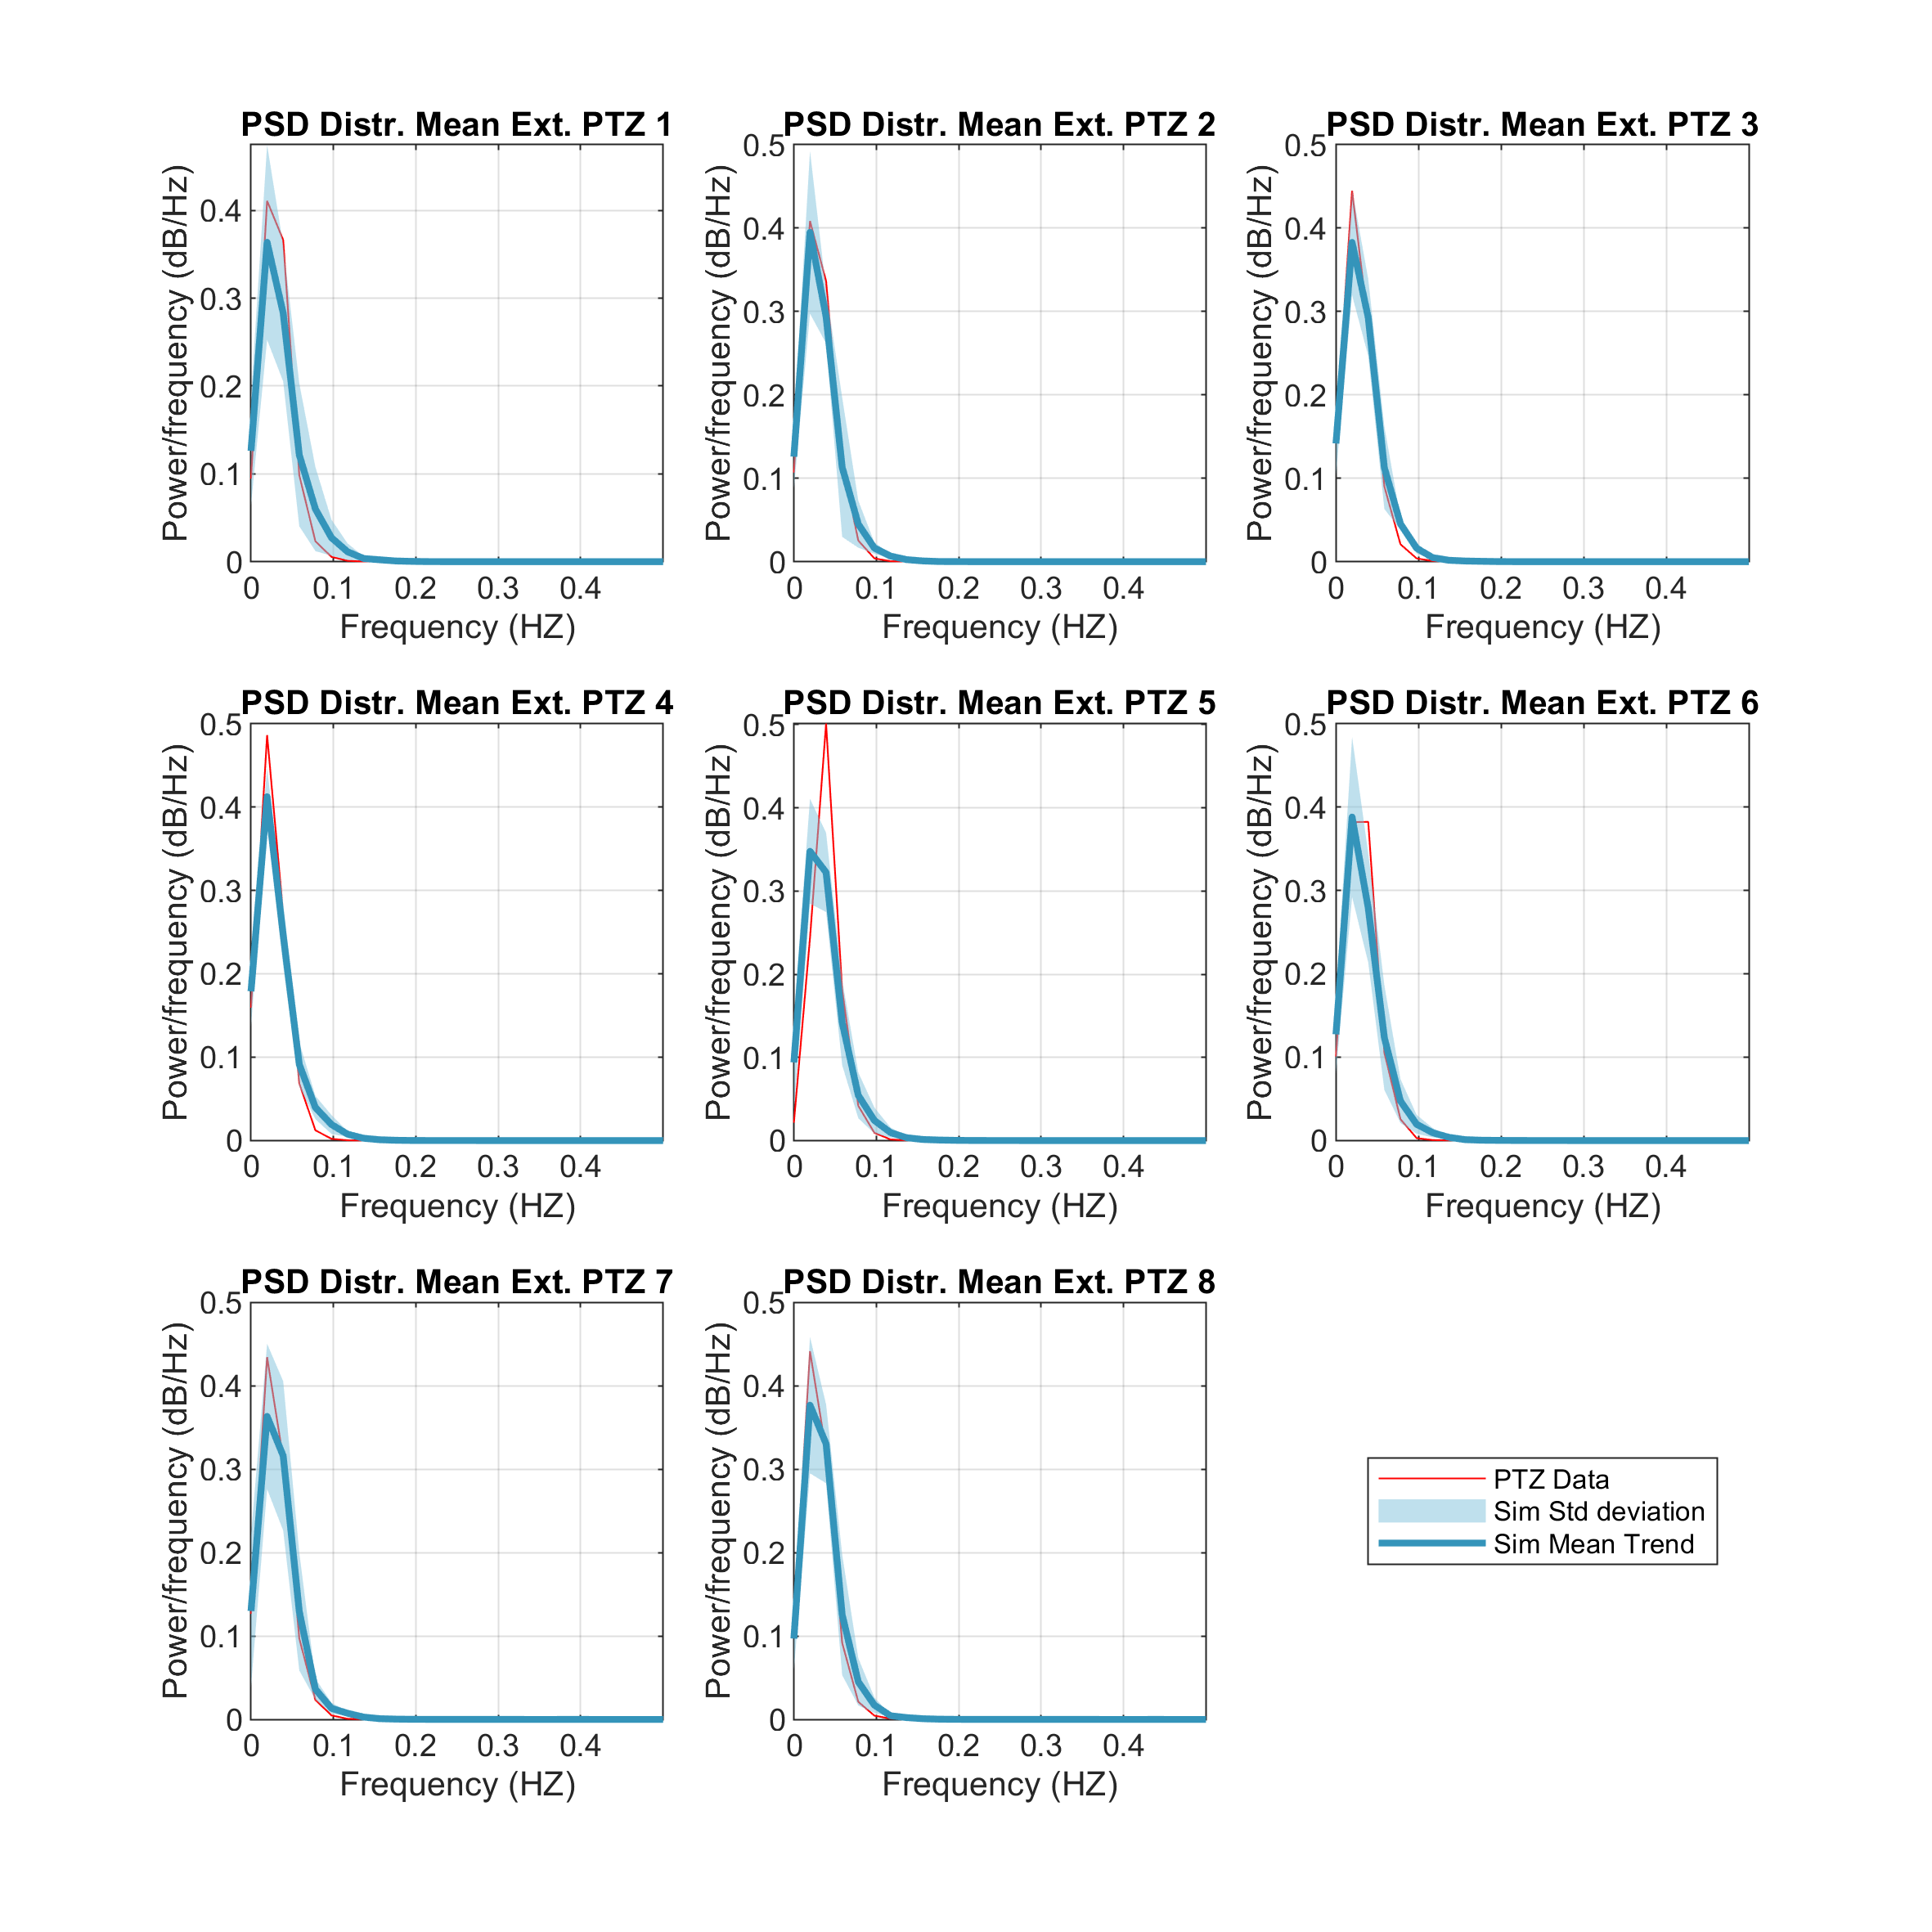 PSD Distr. Mean Ext. PTZ 1
Power/frequency (dB/Hz)
0.4
0.3
0.2
0.1
0
0 0.1 0.2 0.3 0.4
Frequency (HZ)
PSD Distr. Mean Ext. PTZ 2
Power/frequency (dB/Hz)
0.5
0.4
0.3
0.2
0.1
0
0 0.1 0.2 0.3 0.4
Frequency (HZ)
PSD Distr. Mean Ext. PTZ 3
Power/frequency (dB/Hz)
0.5
0.4
0.3
0.2
0.1
0
0 0.1 0.2 0.3 0.4
Frequency (HZ)
PSD Distr. Mean Ext. PTZ 4
Power/frequency (dB/Hz)
0.5
0.4
0.3
0.2
0.1
0
0 0.1 0.2 0.3 0.4
Frequency (HZ)
PSD Distr. Mean Ext. PTZ 5
Power/frequency (dB/Hz)
0.5
0.4
0.3
0.2
0.1
0
0 0.1 0.2 0.3 0.4
Frequency (HZ)
PSD Distr. Mean Ext. PTZ 6
Power/frequency (dB/Hz)
0.5
0.4
0.3
0.2
0.1
0
0 0.1 0.2 0.3 0.4
Frequency (HZ)
PSD Distr. Mean Ext. PTZ 7
Power/frequency (dB/Hz)
0.5
0.4
0.3
0.2
0.1
0
0 0.1 0.2 0.3 0.4
Frequency (HZ)
PSD Distr. Mean Ext. PTZ 8
Power/frequency (dB/Hz)
0.5
0.4
0.3
0.2
0.1
0
0 0.1 0.2 0.3 0.4
Frequency (HZ)
PTZ Data
Sim Std deviation
Sim Mean Trend